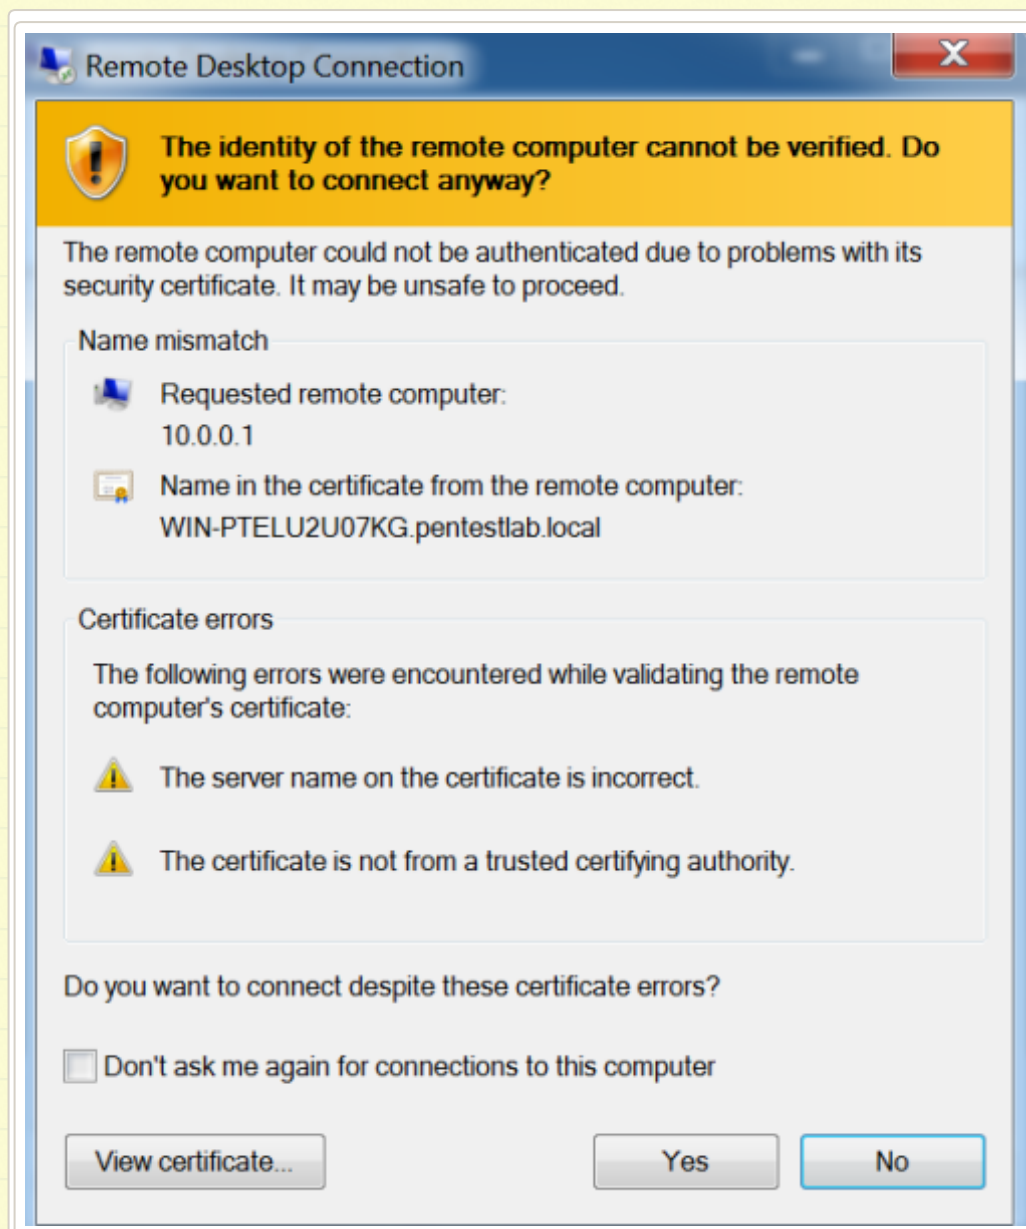 Remote Desktop Connection
The identity of the remote computer cannot be verified. Do
you want to connect anyway?
The remote computer could not be authenticated due to problems with its
security certificate. It may be unsafe to proceed.
Name mismatch
Requested remote computer:
10.0.0.1
Name in the certificate from the remote computer:
WIN-PTELU2U07KG.pentestlab.local
Certificate errors
The following errors were encountered while validating the remote
computer's certificate:
The server name on the certificate is incorrect.
The certificate is not from a trusted certifying authority.
Do you want to connect despite these certificate errors?
Don't ask me again for connections to this computer
View certificate...
Yes
No